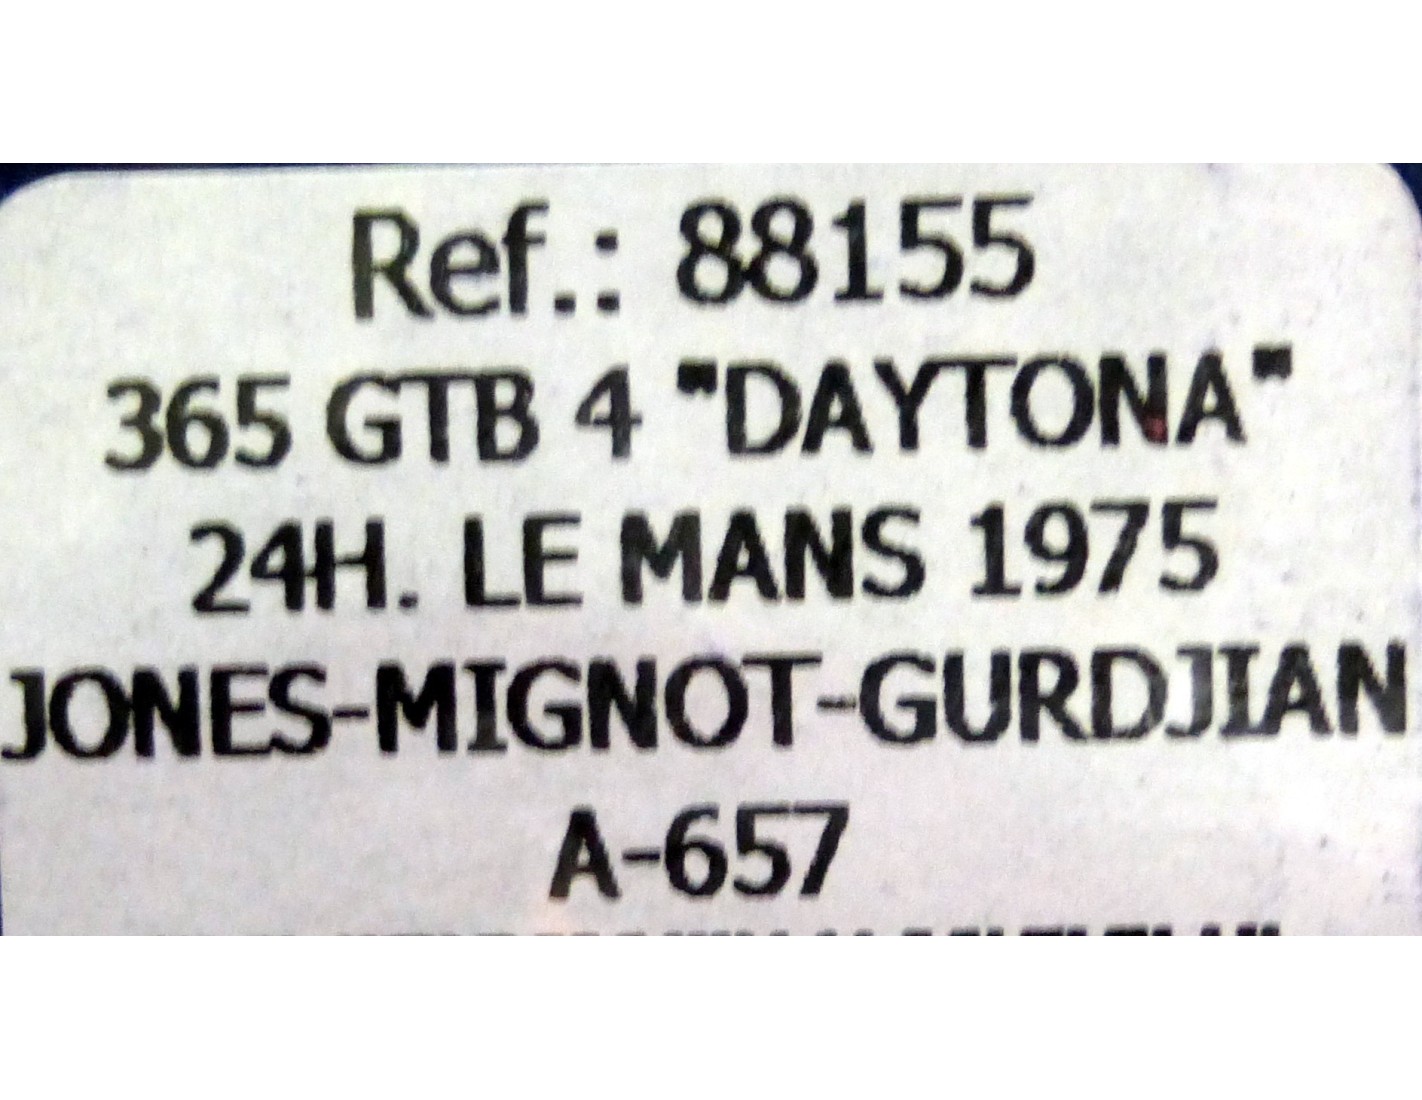 Ref.: 88155
365 GTB 4 "DAYTONA"
24H. LE MANS 1975
JONES-MIGNOT-GURDJIAN
A-657